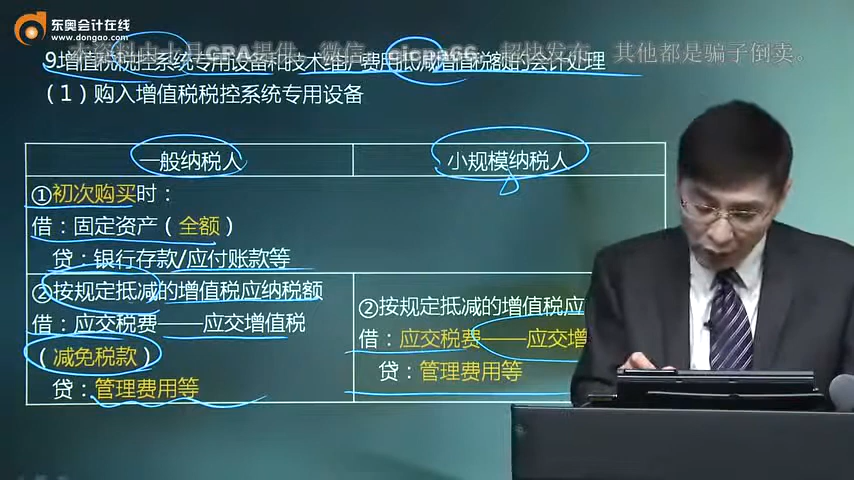 东奥会计在线
www.dongao.com
9增值税税控系统专用设备和技术维护费用抵减增值税额的会计处理
其他都是骗子倒卖。
（1）购入增值税税控系统专用设备
一般纳税人
小规模纳税人
①初次购买时：
借：固定资产（全额）
贷：银行存款/应付账款等
②按规定抵减的增值税应纳税额
借：应交税费——应交增值税
（减免税款）
贷：管理费用等
②按规定抵减的增值税应
借：应交税费——应交增
贷：管理费用等